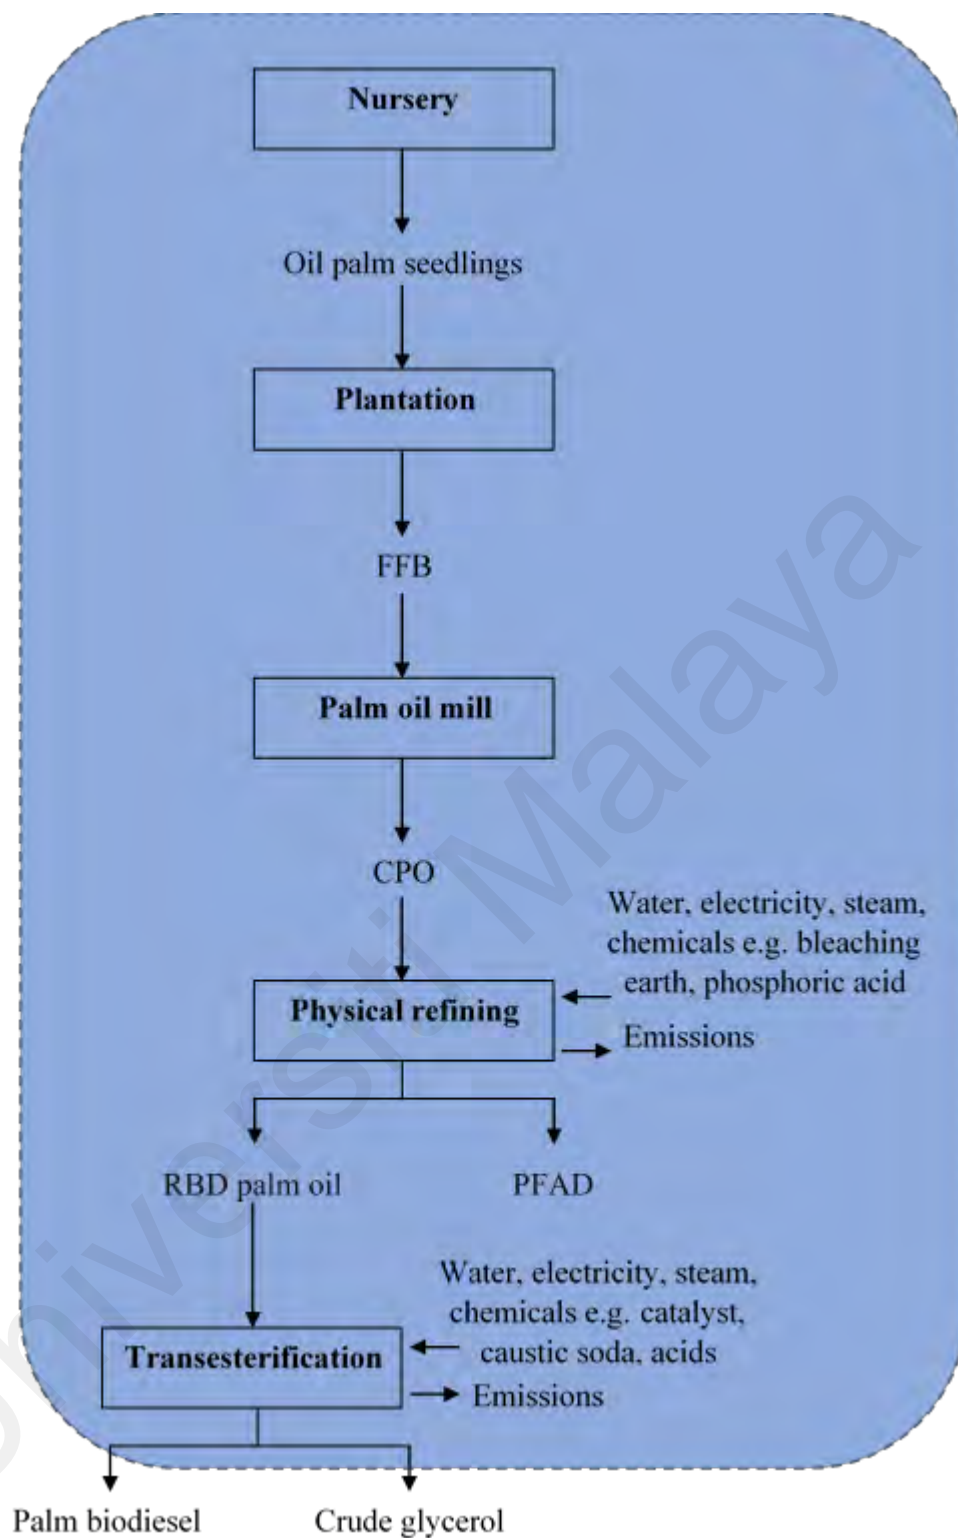 Nursery
Oil palm seedlings
Plantation
FFB
Palm oil mill
CPO
Water, electricity, steam,
chemicals e.g. bleaching
earth, phosphoric acid
Physical refining
Emissions
RBD palm oil
PFAD
Water, electricity, steam,
chemicals e.g. catalyst,
caustic soda, acids
Transesterification
Emissions
Palm biodiesel
Crude glycerol
Universiti Malaya